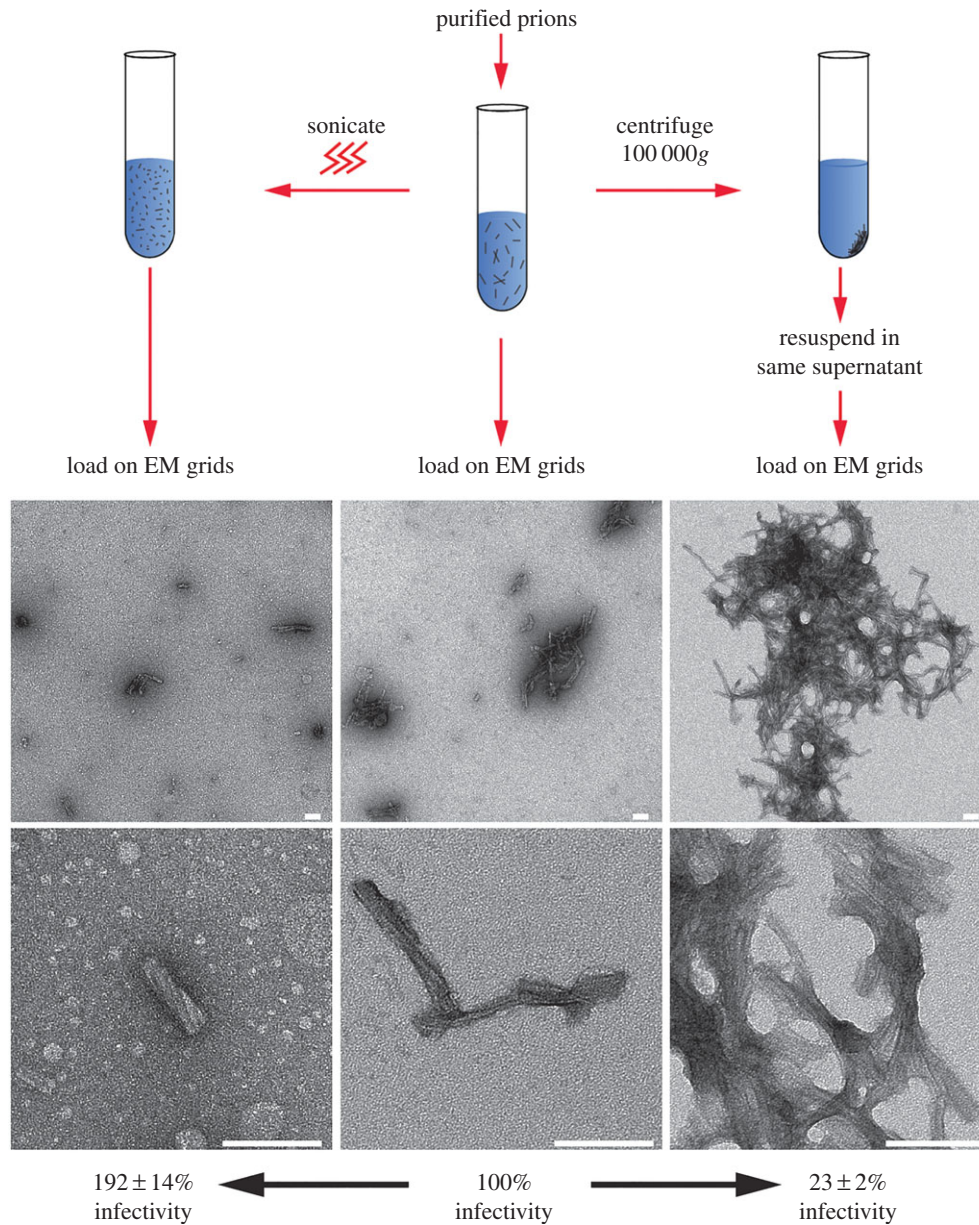 purified prions
sonicate
centrifuge
100 000g
resuspend in
same supernatant
load on EM grids
load on EM grids
load on EM grids
192 ± 14%
infectivity
100%
infectivity
23 ± 2%
infectivity